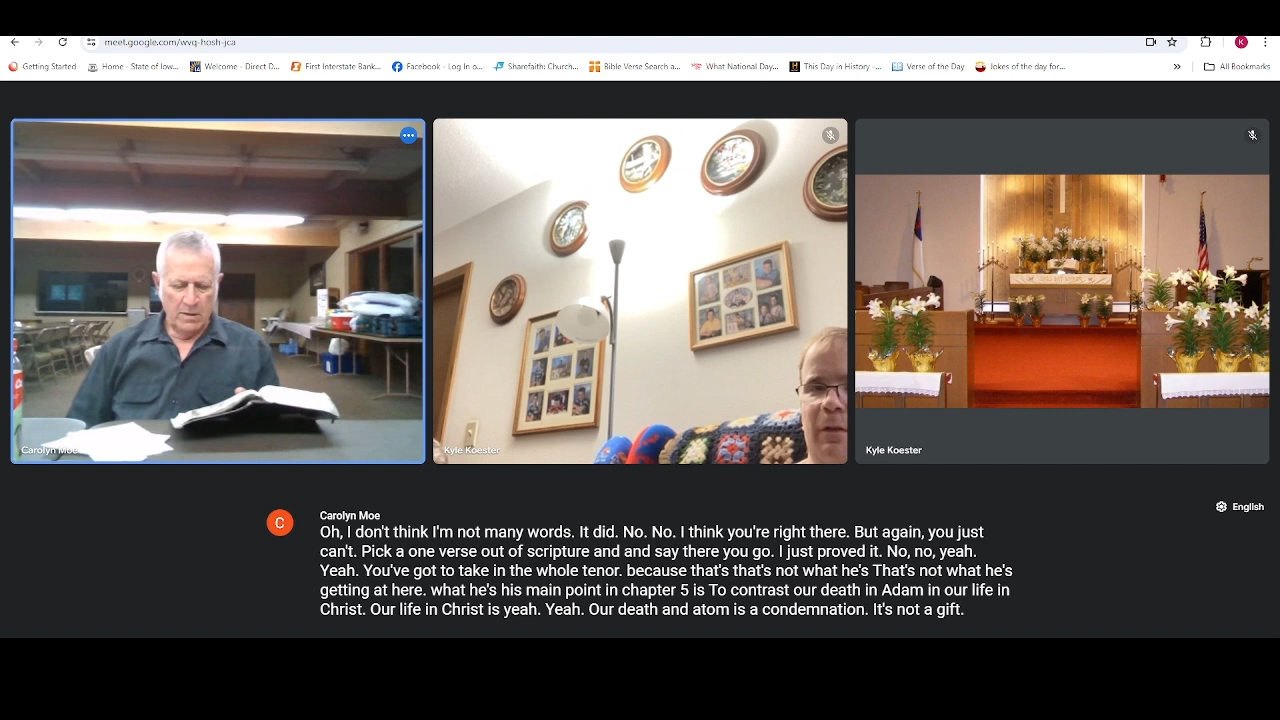 meet.google.com/wvq-hosh-jca
Getting Started
Home - State of Iow...
Welcome - Direct D...
First Interstate Bank...
Facebook - Log In o...
Sharefaith: Church...
Bible Verse Search a...
What National Day...
This Day in History -...
Verse of the Day
Jokes of the day for...
»
All Bookmarks
K
Carolyn Moe
Kyle Koester
Kyle Koester
English
C
Carolyn Moe
Oh, I don't think I'm not many words. It did. No. No. I think you're right there. But again, you just
can't. Pick a one verse out of scripture and and say there you go. I just proved it. No, no, yeah.
Yeah. You've got to take in the whole tenor. because that's that's not what he's That's not what he's
getting at here. what he's his main point in chapter 5 is To contrast our death in Adam in our life in
Christ. Our life in Christ is yeah. Yeah. Our death and atom is a condemnation. It's not a gift.